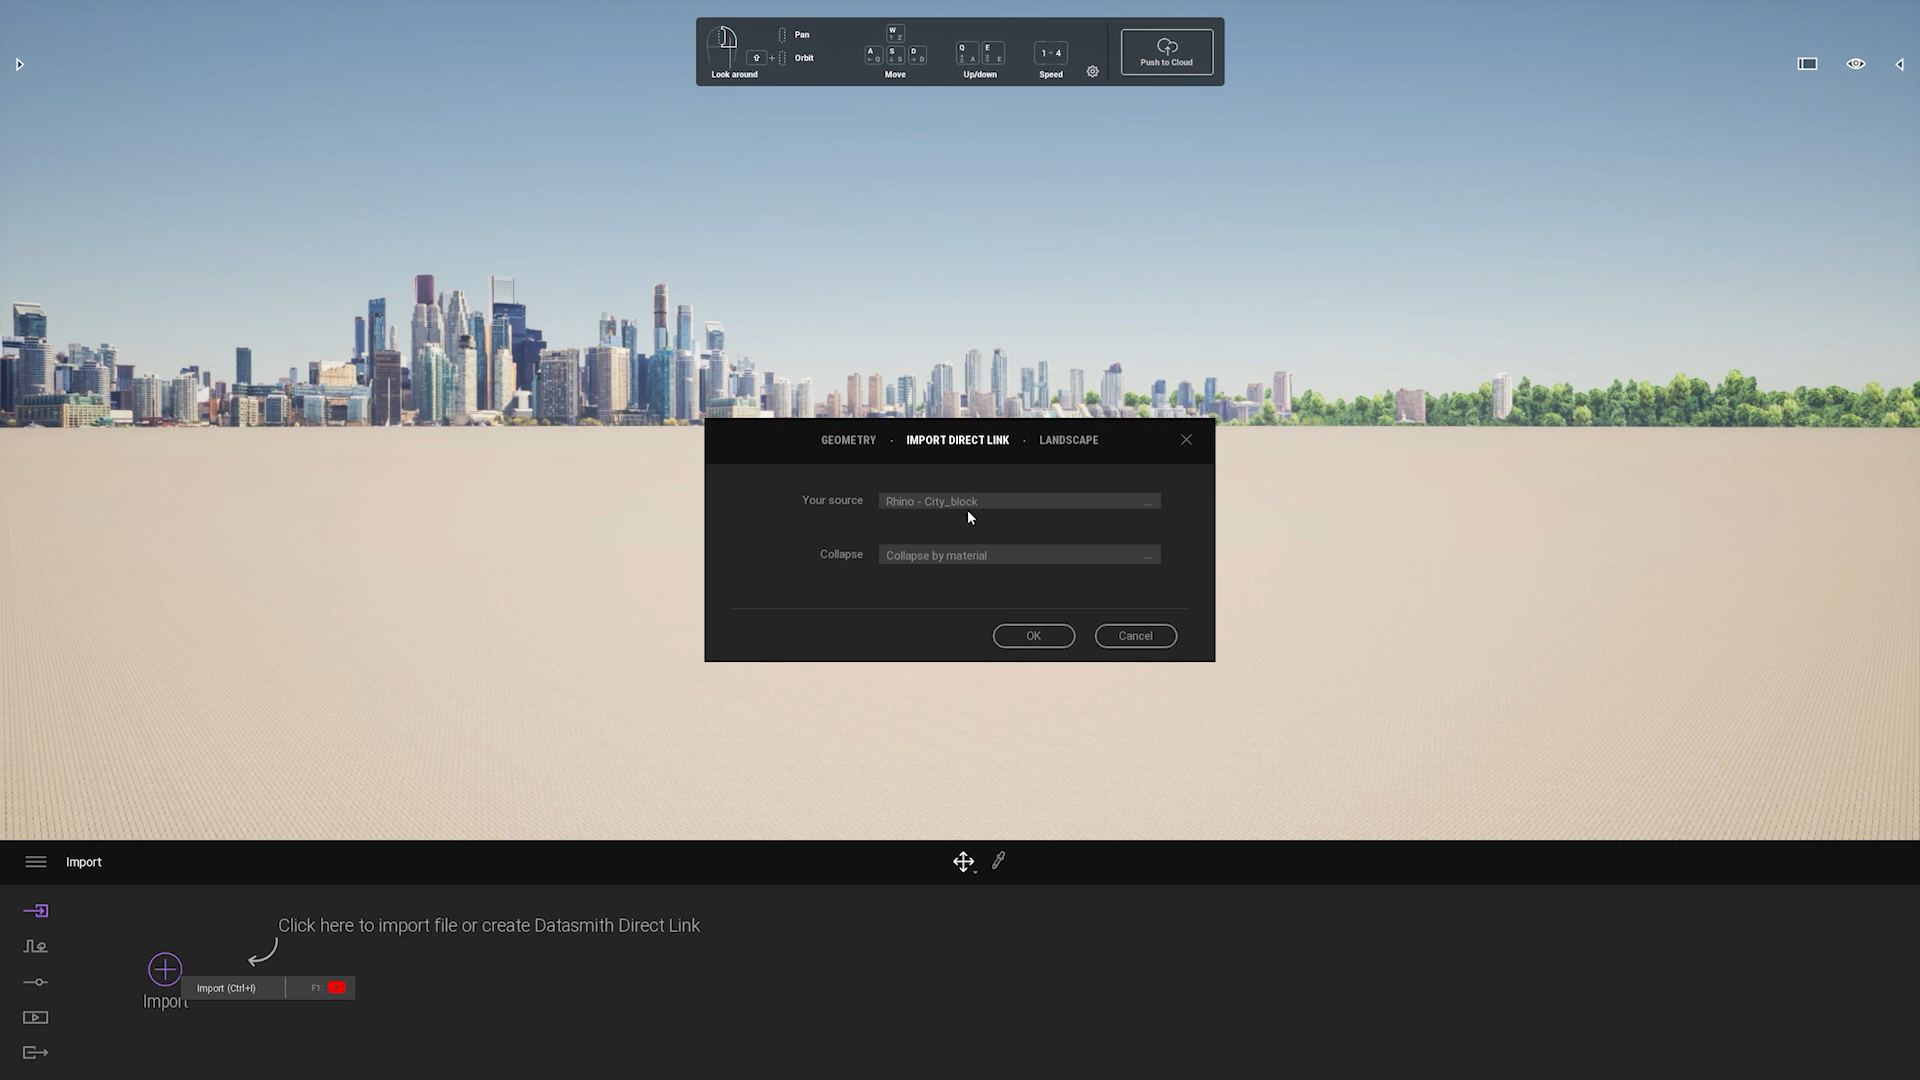 Pan
Orbit
Look around
W
↑ Z
A
← Q
S
↓ S
D
→ D
Move
Q
A
E
E
Up/down
1 - 4
Speed
Push to Cloud
GEOMETRY · IMPORT DIRECT LINK · LANDSCAPE
Your source Rhino - City_block ...
Collapse Collapse by material ...
OK Cancel
Import
Click here to import file or create Datasmith Direct Link
Import (Ctrl+I) F1:
Import